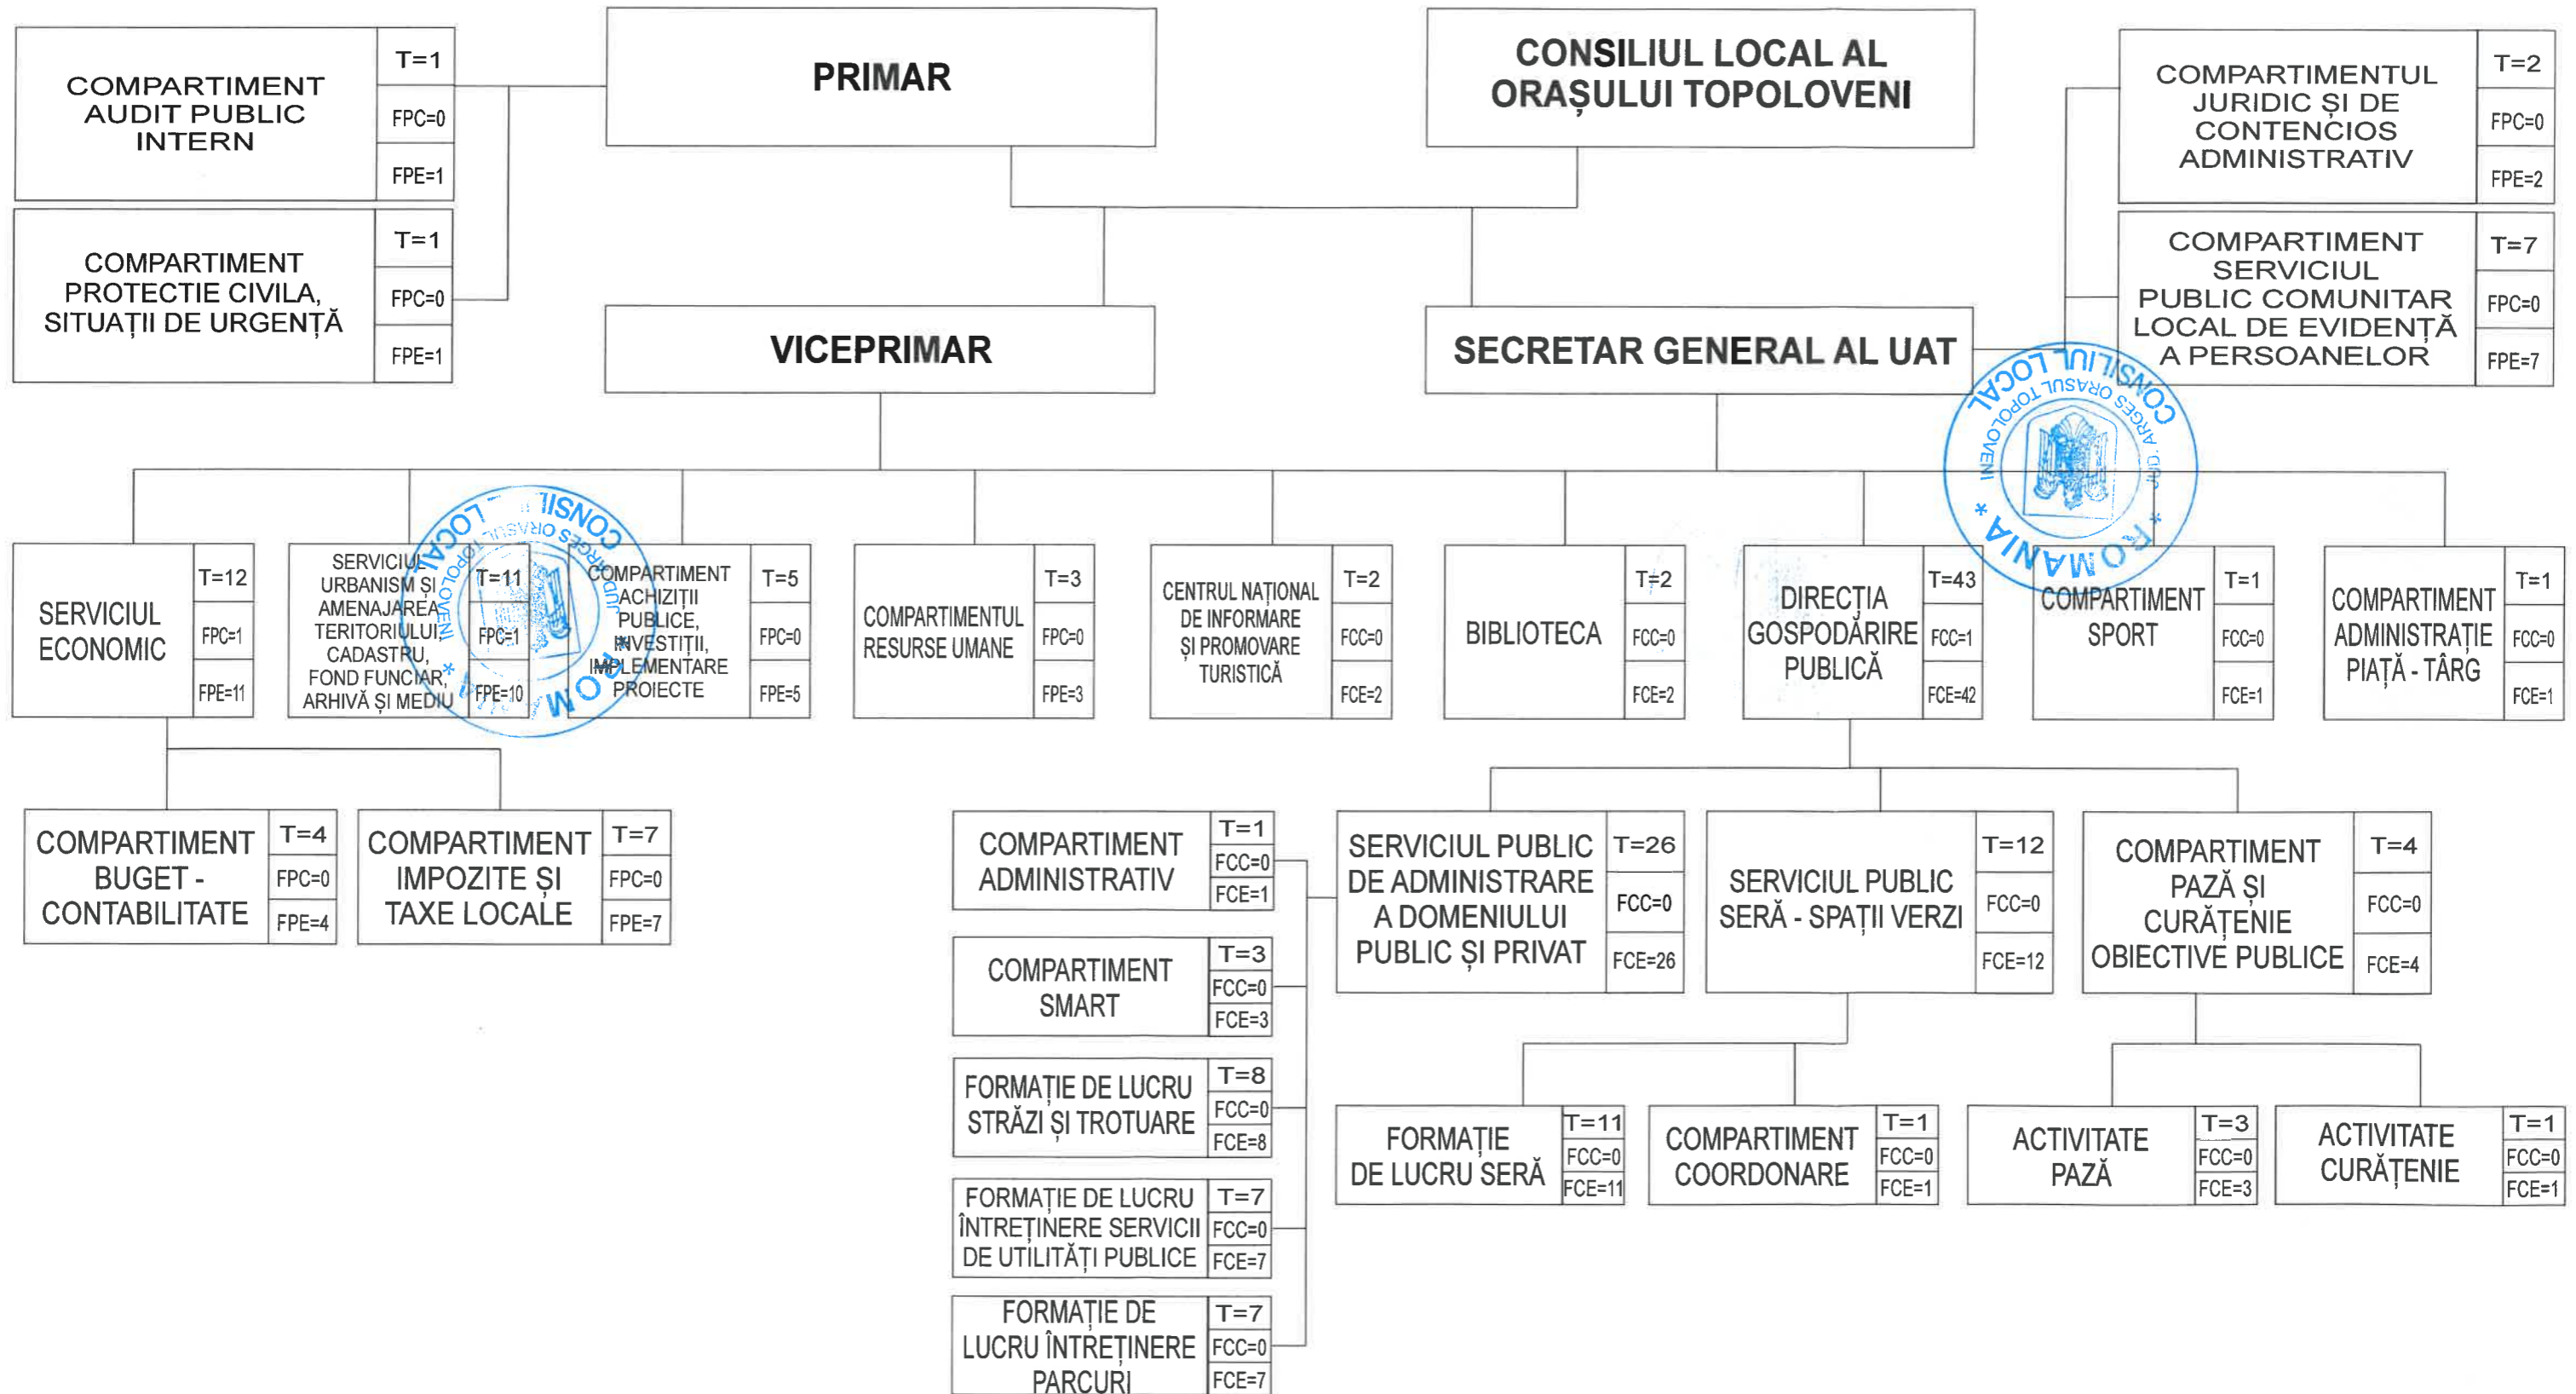 COMPARTIMENT
AUDIT PUBLIC
INTERN
T=1
FPC=0
FPE=1
PRIMAR
CONSILIUL LOCAL AL
ORAȘULUI TOPOLOVENI
COMPARTIMENTUL
JURIDIC ȘI DE
CONTENCIOS
ADMINISTRATIV
T=2
FPC=0
FPE=2
COMPARTIMENT
PROTECTIE CIVILA,
SITUAȚII DE URGENȚĂ
T=1
FPC=0
FPE=1
VICEPRIMAR
SECRETAR GENERAL AL UAT
COMPARTIMENT
SERVICIUL
PUBLIC COMUNITAR
LOCAL DE EVIDENȚĂ
A PERSOANELOR
T=7
FPC=0
FPE=7
* ROMANIA *
CONSILIUL LOCAL
JUD. ARGES ORASUL TOPOLOVENI
SERVICIUL
ECONOMIC
T=12
FPC=1
FPE=11
SERVICIUL
URBANISM ȘI
AMENAJAREA
TERITORIULUI,
CADASTRU,
FOND FUNCIAR,
ARHIVĂ ȘI MEDIU
T=11
FPC=1
FPE=10
LOCAL
JUD. ARGES ORASUL TOPOLOVENI
COMPARTIMENT
ACHIZIȚII
PUBLICE,
INVESTIȚII,
IMPLEMENTARE
PROIECTE
T=5
FPC=0
FPE=5
COMPARTIMENTUL
RESURSE UMANE
T=3
FPC=0
FPE=3
CENTRUL NAȚIONAL
DE INFORMARE
ȘI PROMOVARE
TURISTICĂ
T=2
FCC=0
FCE=2
BIBLIOTECA
T=2
FCC=0
FCE=2
DIRECȚIA
GOSPODĂRIRE
PUBLICĂ
T=43
FCC=1
FCE=42
COMPARTIMENT
SPORT
T=1
FCC=0
FCE=1
COMPARTIMENT
ADMINISTRAȚIE
PIAȚĂ - TÂRG
T=1
FCC=0
FCE=1
COMPARTIMENT
BUGET -
CONTABILITATE
T=4
FPC=0
FPE=4
COMPARTIMENT
IMPOZITE ȘI
TAXE LOCALE
T=7
FPC=0
FPE=7
COMPARTIMENT
ADMINISTRATIV
T=1
FCC=0
FCE=1
SERVICIUL PUBLIC
DE ADMINISTRARE
A DOMENIULUI
PUBLIC ȘI PRIVAT
T=26
FCC=0
FCE=26
SERVICIUL PUBLIC
SERĂ - SPAȚII VERZI
T=12
FCC=0
FCE=12
COMPARTIMENT
PAZĂ ȘI
CURĂȚENIE
OBIECTIVE PUBLICE
T=4
FCC=0
FCE=4
COMPARTIMENT
SMART
T=3
FCC=0
FCE=3
FORMAȚIE DE LUCRU
STRĂZI ȘI TROTUARE
T=8
FCC=0
FCE=8
FORMAȚIE
DE LUCRU SERĂ
T=11
FCC=0
FCE=11
COMPARTIMENT
COORDONARE
T=1
FCC=0
FCE=1
ACTIVITATE
PAZĂ
T=3
FCC=0
FCE=3
ACTIVITATE
CURĂȚENIE
T=1
FCC=0
FCE=1
FORMAȚIE DE LUCRU
ÎNTREȚINERE SERVICII
DE UTILITĂȚI PUBLICE
T=7
FCC=0
FCE=7
FORMAȚIE DE
LUCRU ÎNTREȚINERE
PARCURI
T=7
FCC=0
FCE=7